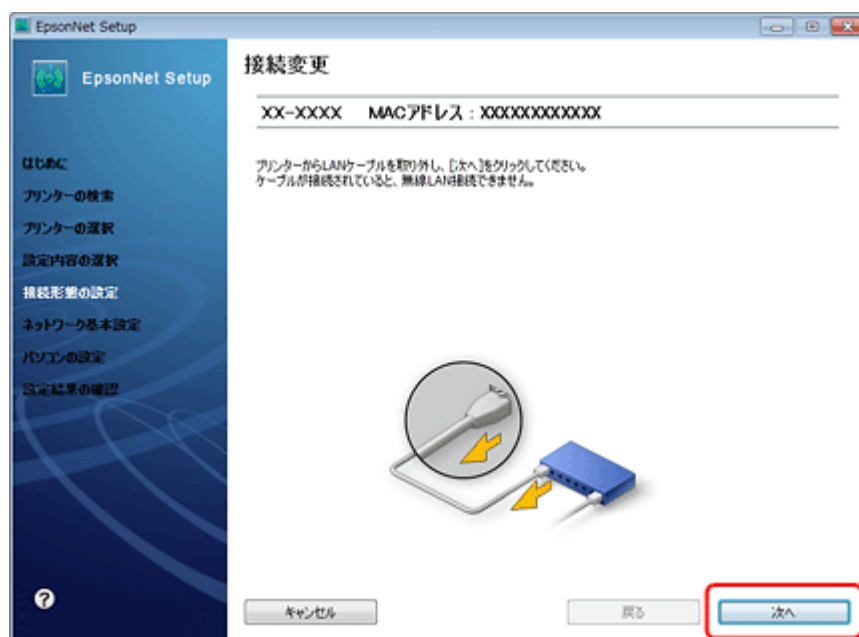 EpsonNet Setup
EpsonNet Setup
接続変更
XX-XXXX MACアドレス : XXXXXXXXXXXX
プリンターからLANケーブルを取り外し、[次へ]をクリックしてください。
ケーブルが接続されていると、無線LAN接続できません。
はじめに
プリンターの検索
プリンターの選択
設定内容の選択
接続形態の設定
ネットワーク基本設定
パソコンの設定
設定結果の確認
?
キャンセル
戻る
次へ